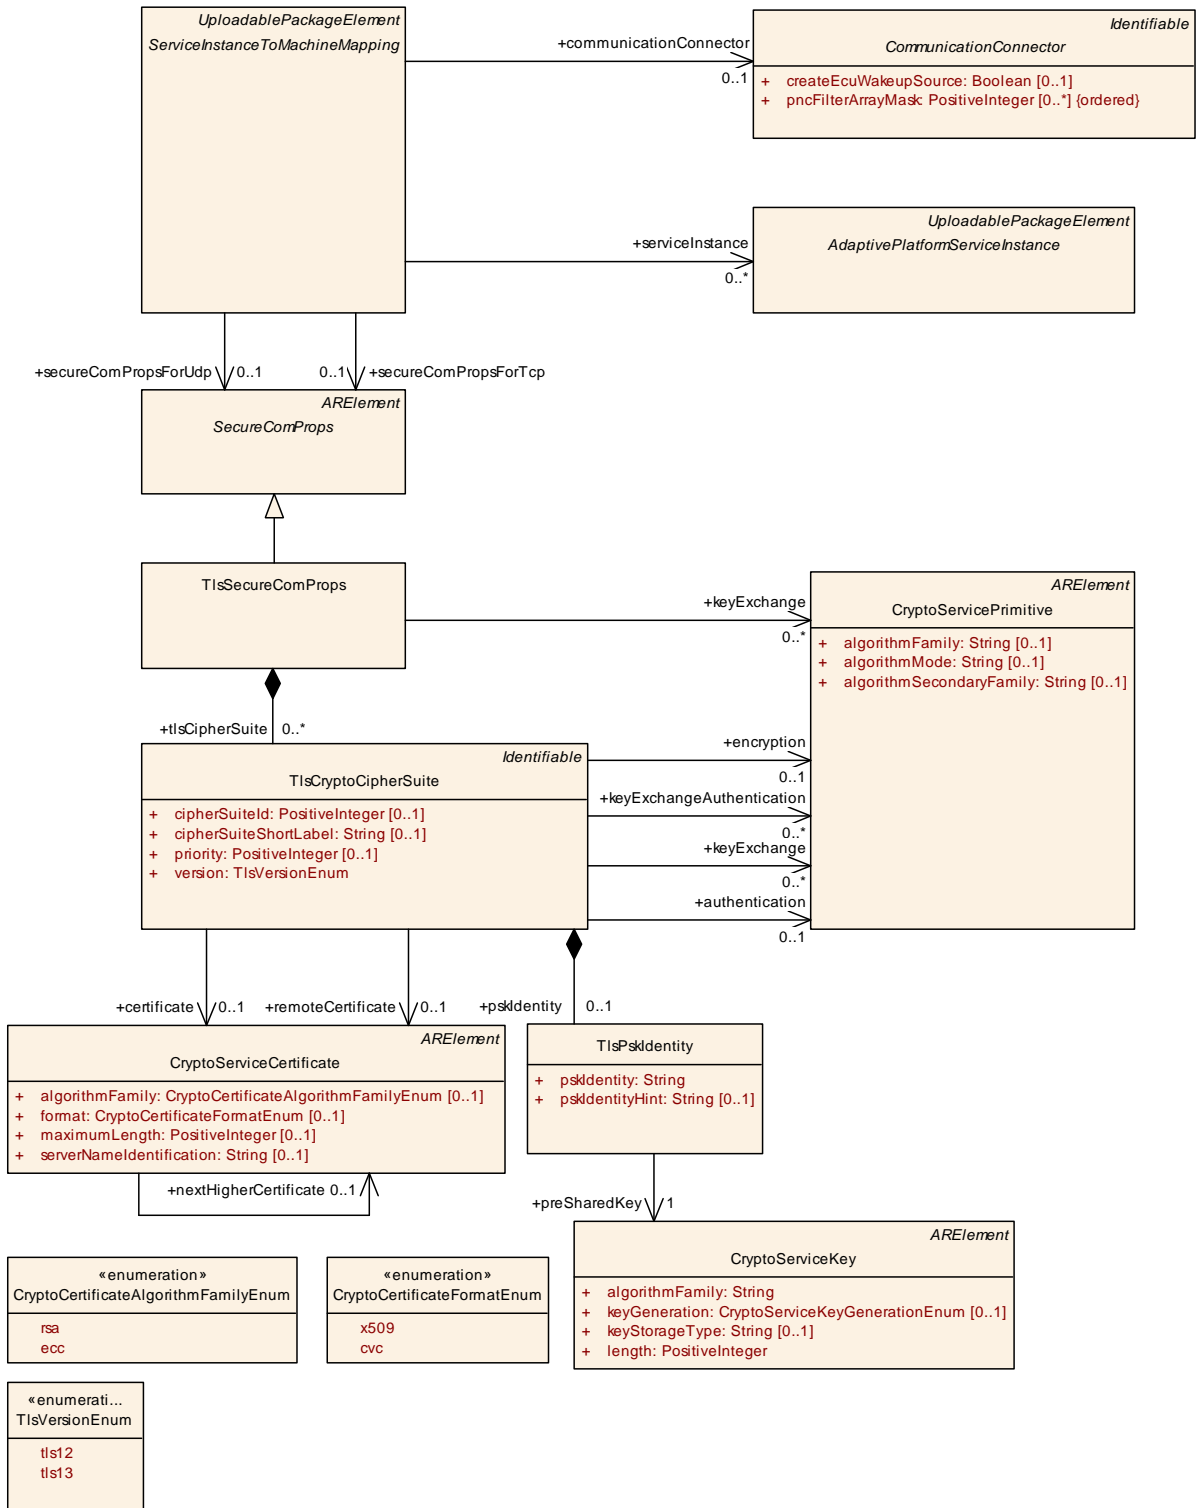 UploadablePackageElement
ServiceInstanceToMachineMapping
+communicationConnector
0..1
Identifiable
CommunicationConnector
+ createEcuWakeupSource: Boolean [0..1]
+ pncFilterArrayMask: PositiveInteger [0..*] {ordered}
+serviceInstance
0..*
UploadablePackageElement
AdaptivePlatformServiceInstance
+secureComPropsForUdp 0..1
0..1 +secureComPropsForTcp
ARElement
SecureComProps
TlsSecureComProps
+keyExchange
0..*
ARElement
CryptoServicePrimitive
+ algorithmFamily: String [0..1]
+ algorithmMode: String [0..1]
+ algorithmSecondaryFamily: String [0..1]
+tlsCipherSuite 0..*
Identifiable
TlsCryptoCipherSuite
+ cipherSuiteId: PositiveInteger [0..1]
+ cipherSuiteShortLabel: String [0..1]
+ priority: PositiveInteger [0..1]
+ version: TlsVersionEnum
+encryption
0..1
+keyExchangeAuthentication
0..*
+keyExchange
0..*
+authentication
0..1
+certificate 0..1
+remoteCertificate 0..1
+pskIdentity 0..1
ARElement
CryptoServiceCertificate
+ algorithmFamily: CryptoCertificateAlgorithmFamilyEnum [0..1]
+ format: CryptoCertificateFormatEnum [0..1]
+ maximumLength: PositiveInteger [0..1]
+ serverNameIdentification: String [0..1]
+nextHigherCertificate 0..1
TlsPskIdentity
+ pskIdentity: String
+ pskIdentityHint: String [0..1]
+preSharedKey 1
ARElement
CryptoServiceKey
+ algorithmFamily: String
+ keyGeneration: CryptoServiceKeyGenerationEnum [0..1]
+ keyStorageType: String [0..1]
+ length: PositiveInteger
«enumeration»
CryptoCertificateAlgorithmFamilyEnum
rsa
ecc
«enumeration»
CryptoCertificateFormatEnum
x509
cvc
«enumerati...
TlsVersionEnum
tls12
tls13